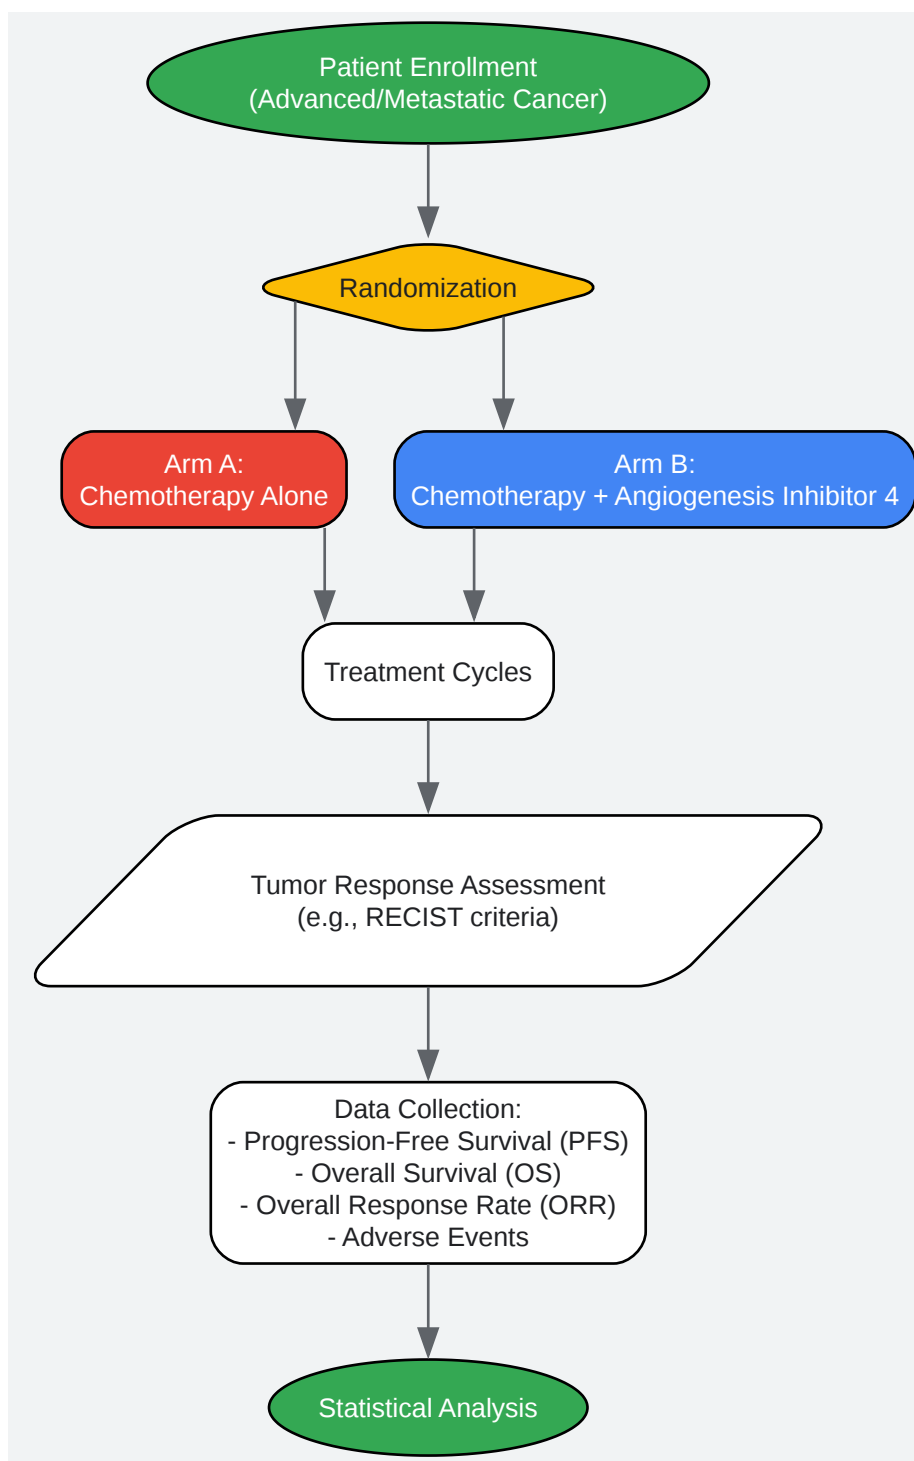 Patient Enrollment
(Advanced/Metastatic Cancer)
Randomization
Arm A:
Chemotherapy Alone
Arm B:
Chemotherapy + Angiogenesis Inhibitor 4
Treatment Cycles
Tumor Response Assessment
(e.g., RECIST criteria)
Data Collection:
- Progression-Free Survival (PFS)
- Overall Survival (OS)
- Overall Response Rate (ORR)
- Adverse Events
Statistical Analysis